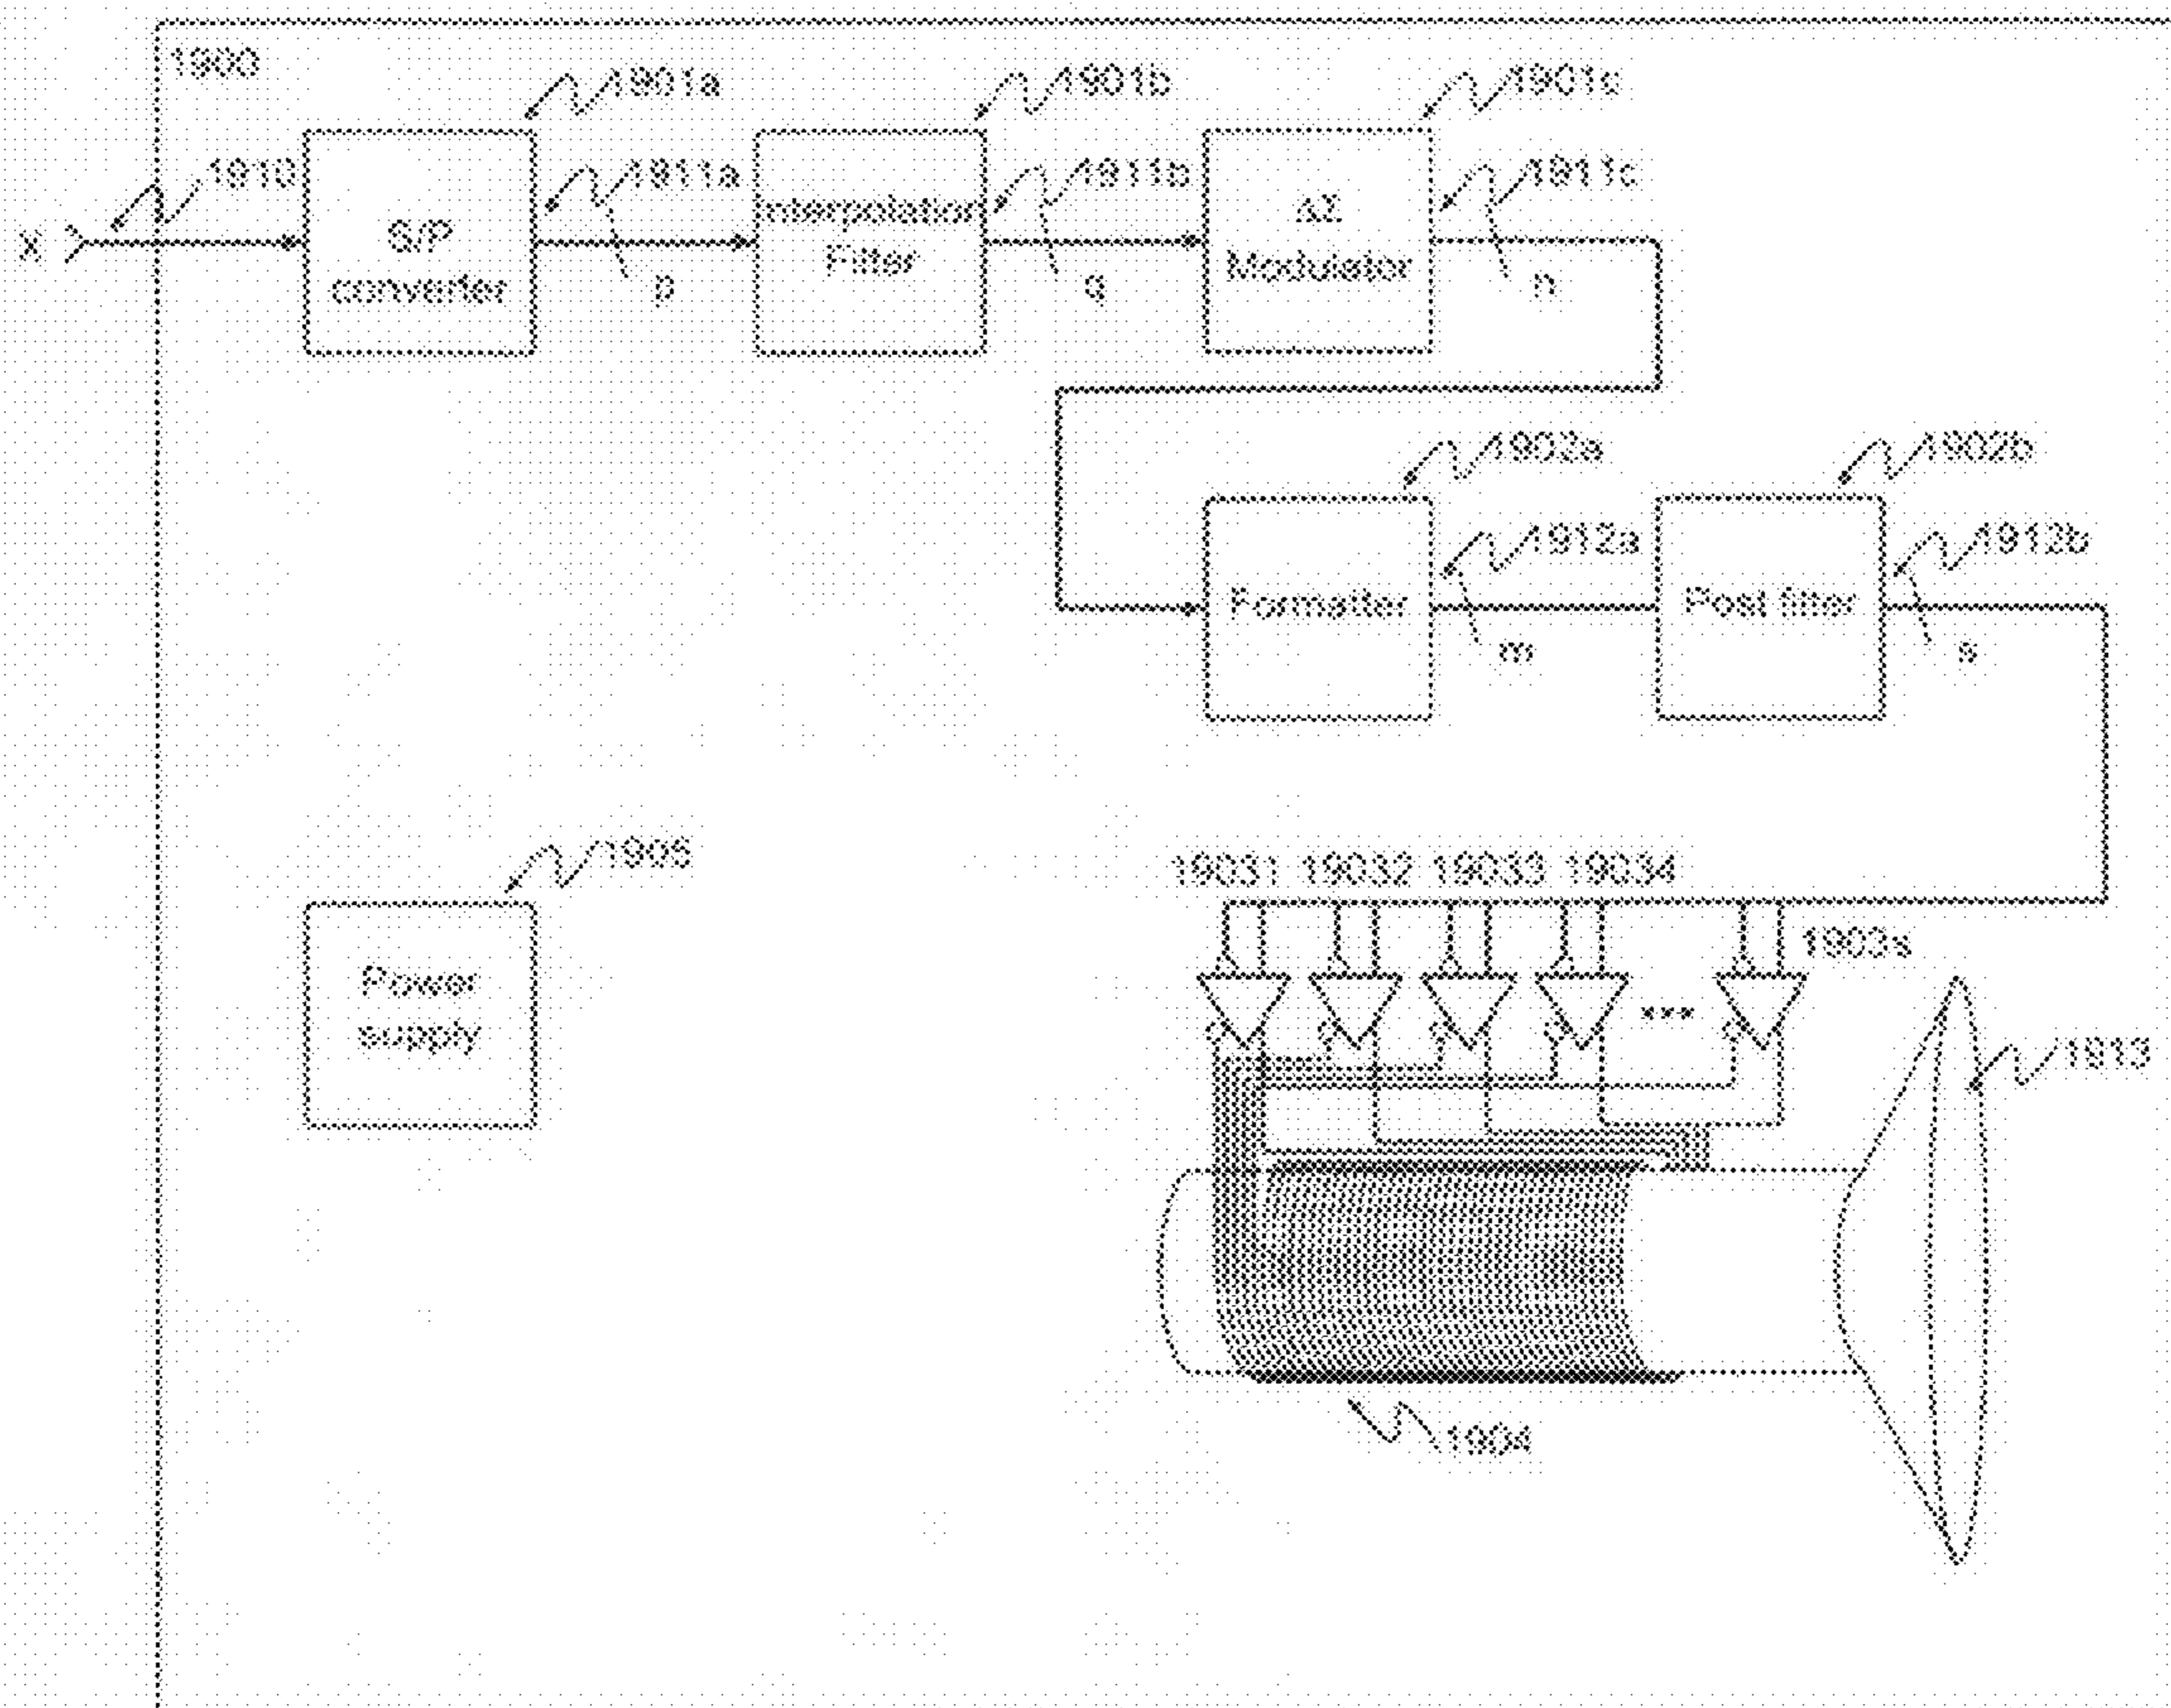 1900
1901a
1901b
1901c
1910
1911a
1911b
1911c
X
S/P
converter
p
Interpolation
Filter
q
ΔΣ
Modulator
n
1902a
1902b
1912a
1912b
Formatter
m
Post filter
s
1905
19031 19032 19033 19034
Power
supply
1903s
...
1913
1904